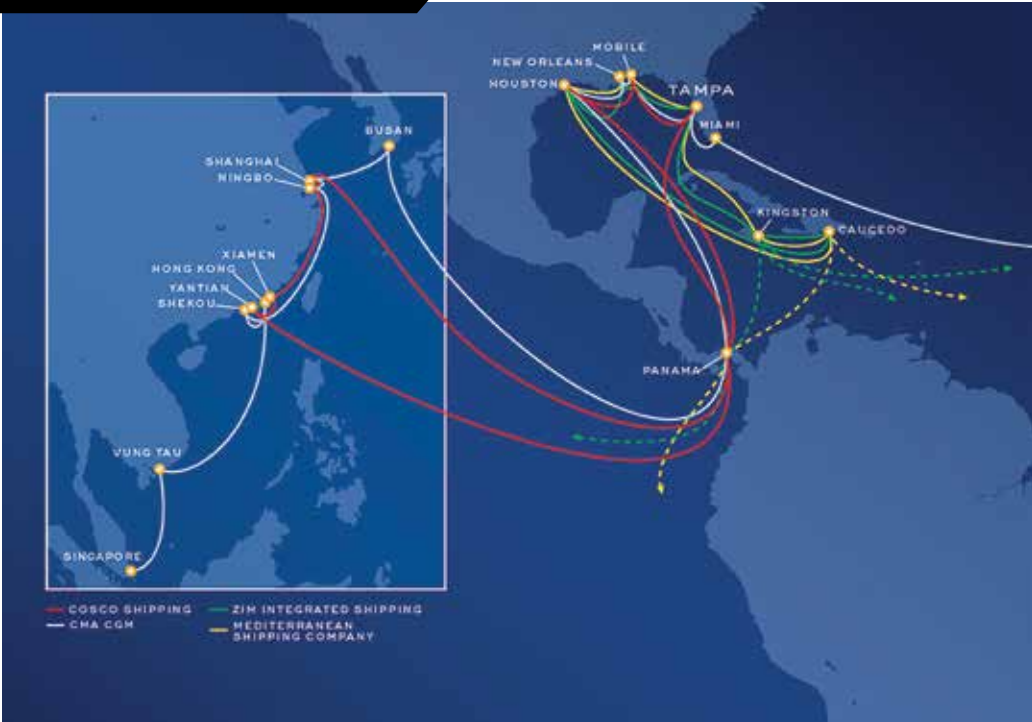 MOBILE
NEW ORLEANS
HOUSTON
TAMPA
MIAMI
BUSAN
SHANGHAI
NINGBO
KINGSTON
CAUCEDO
XIAMEN
HONG KONG
YANTIAN
SHEKOU
PANAMA
VUNG TAU
SINGAPORE
COSCO SHIPPING
CMA CGM
ZIM INTEGRATED SHIPPING
MEDITERRANEAN
SHIPPING COMPANY